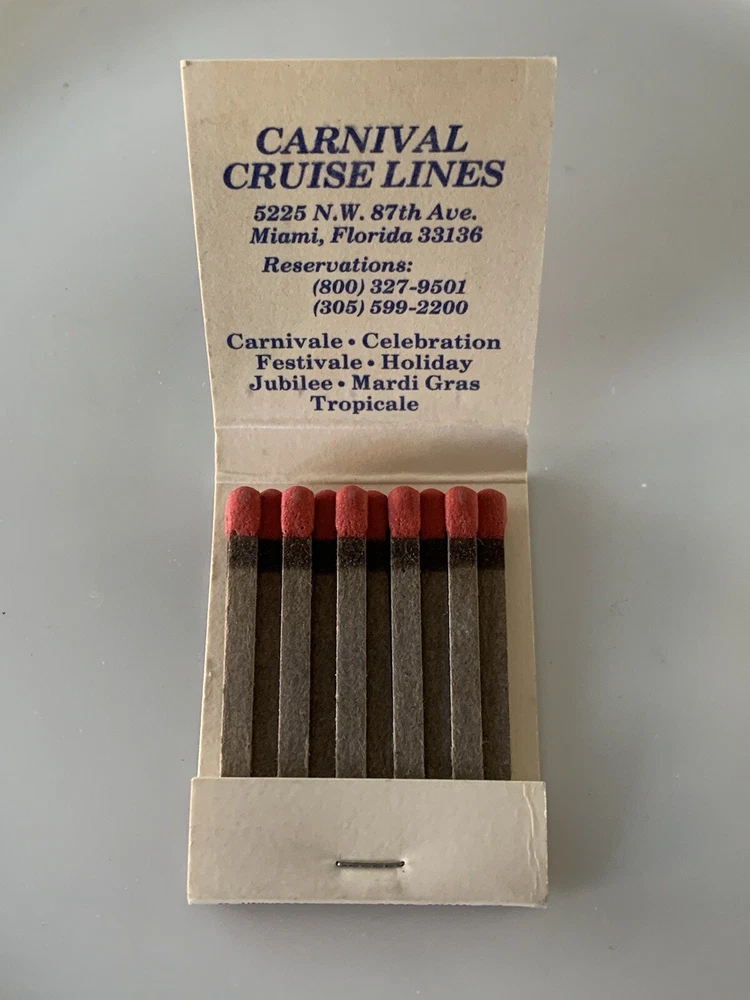 CARNIVAL
CRUISE LINES
5225 N.W. 87th Ave.
Miami, Florida 33136
Reservations:
(800) 327-9501
(305) 599-2200
Carnivale • Celebration
Festivale • Holiday
Jubilee • Mardi Gras
Tropicale